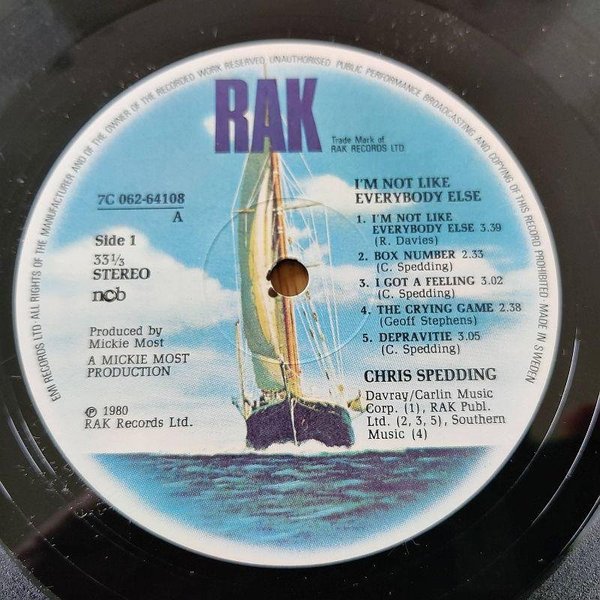 EMI RECORDS LTD ALL RIGHTS OF THE MANUFACTURER AND OF THE OWNER OF THE RECORDED WORK RESERVED. UNAUTHORISED PUBLIC PERFORMANCE BROADCASTING AND COPYING OF THIS RECORD PROHIBITED MADE IN SWEDEN
RAK
Trade Mark of
RAK RECORDS LTD.
7C 062-64108
A
Side 1
33⅓
STEREO
ncb
Produced by
Mickie Most
A MICKIE MOST
PRODUCTION
℗ 1980
RAK Records Ltd.
I'M NOT LIKE
EVERYBODY ELSE
1. I'M NOT LIKE
EVERYBODY ELSE 3.39
(R. Davies)
2. BOX NUMBER 2.33
(C. Spedding)
3. I GOT A FEELING 3.02
(C. Spedding)
4. THE CRYING GAME 2.38
(Geoff Stephens)
5. DEPRAVITIE 3.05
(C. Spedding)
CHRIS SPEDDING
Davray/Carlin Music
Corp. (1), RAK Publ.
Ltd. (2, 3, 5), Southern
Music (4)